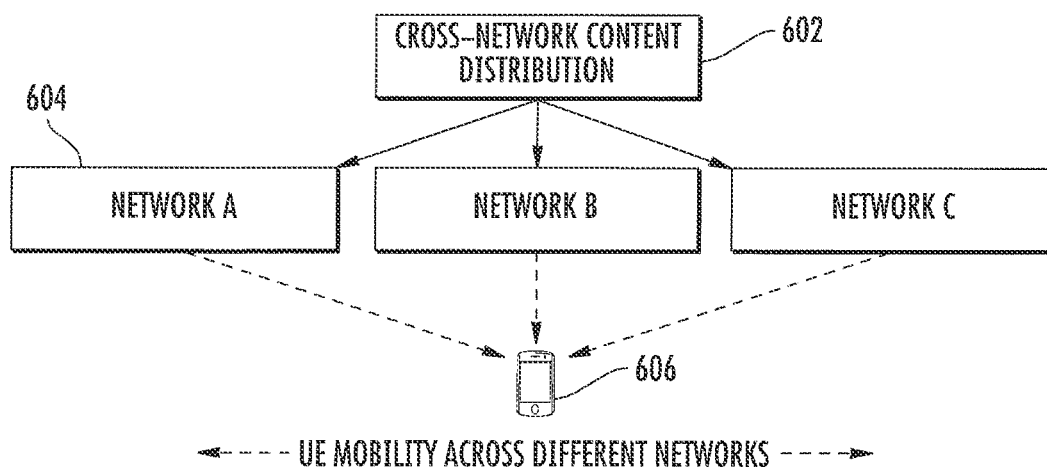 CROSS-NETWORK CONTENT
DISTRIBUTION
602
604
NETWORK A
NETWORK B
NETWORK C
606
UE MOBILITY ACROSS DIFFERENT NETWORKS